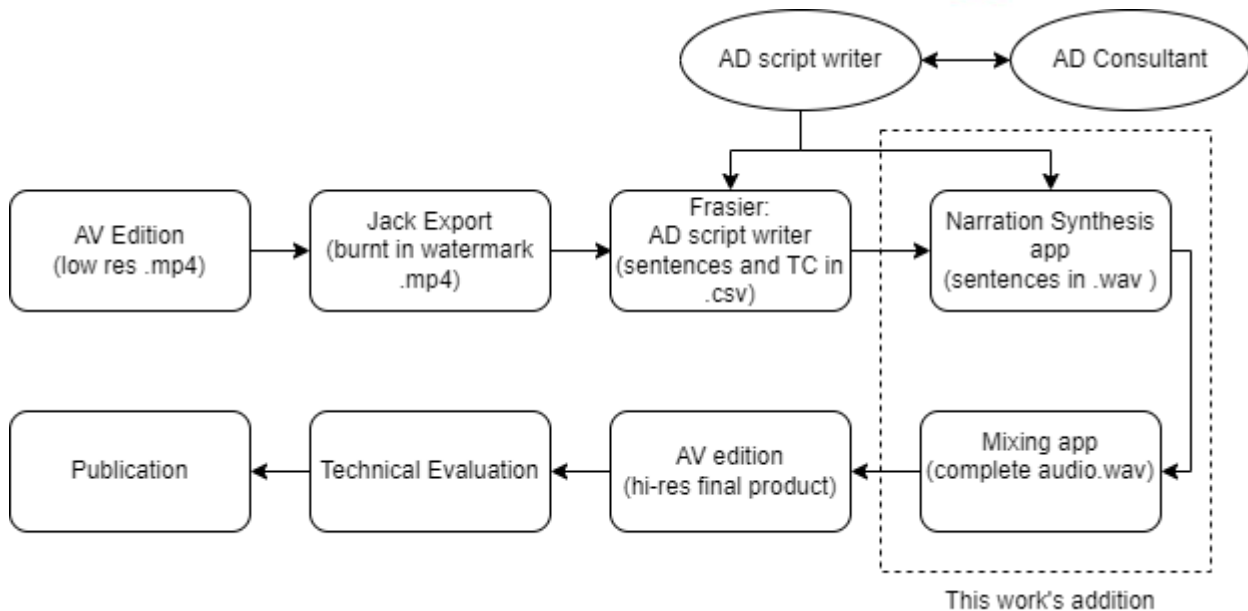 AD script writer
AD Consultant
AV Edition
(low res .mp4)
Jack Export
(burnt in watermark
.mp4)
Frasier:
AD script writer
(sentences and TC in
.csv)
Narration Synthesis
app
(sentences in .wav )
Publication
Technical Evaluation
AV edition
(hi-res final product)
Mixing app
(complete audio.wav)
This work's addition